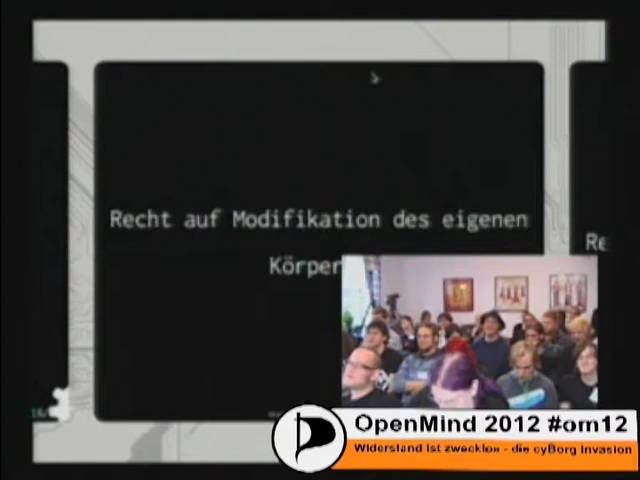 Recht auf Modifikation des eigenen
Körper
Re
OpenMind 2012 #om12
Widerstand ist zwecklos - die cyBorg Invasion